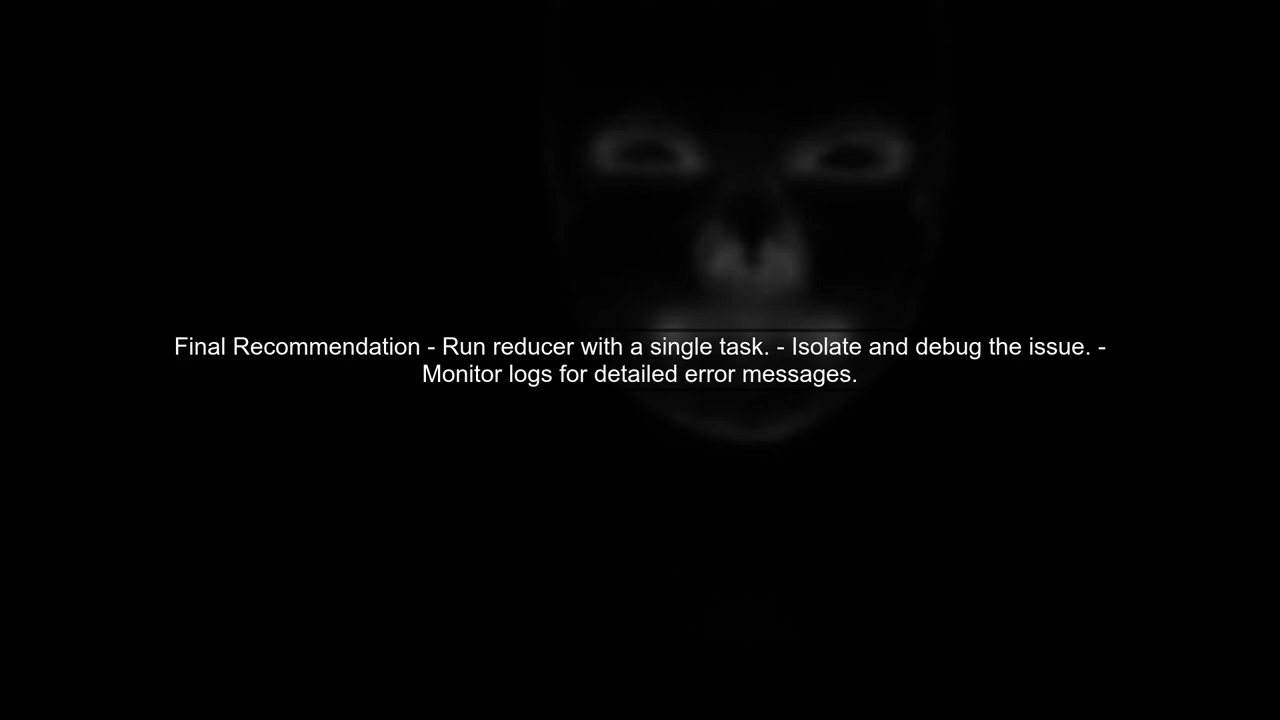 Final Recommendation - Run reducer with a single task. - Isolate and debug the issue. -
Monitor logs for detailed error messages.